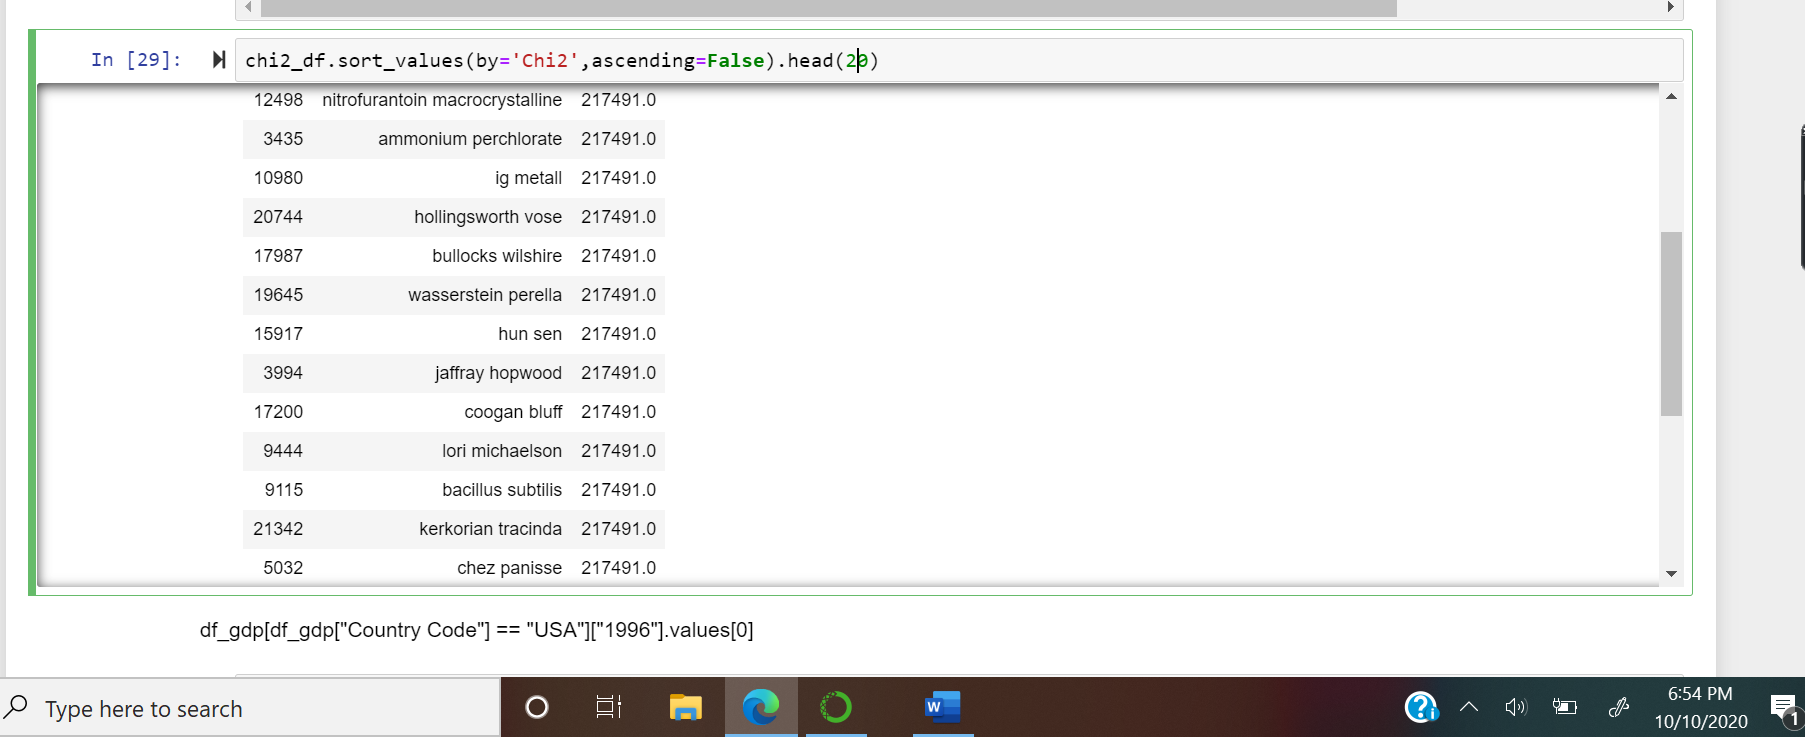 In [29]: chi2_df.sort_values(by='Chi2',ascending=False).head(20)
12498 nitrofurantoin macrocrystalline 217491.0
3435 ammonium perchlorate 217491.0
10980 ig metall 217491.0
20744 hollingsworth vose 217491.0
17987 bullocks wilshire 217491.0
19645 wasserstein perella 217491.0
15917 hun sen 217491.0
3994 jaffray hopwood 217491.0
17200 coogan bluff 217491.0
9444 lori michaelson 217491.0
9115 bacillus subtilis 217491.0
21342 kerkorian tracinda 217491.0
5032 chez panisse 217491.0
df_gdp[df_gdp["Country Code"] == "USA"]["1996"].values[0]
Type here to search
W
6:54 PM
10/10/2020
1